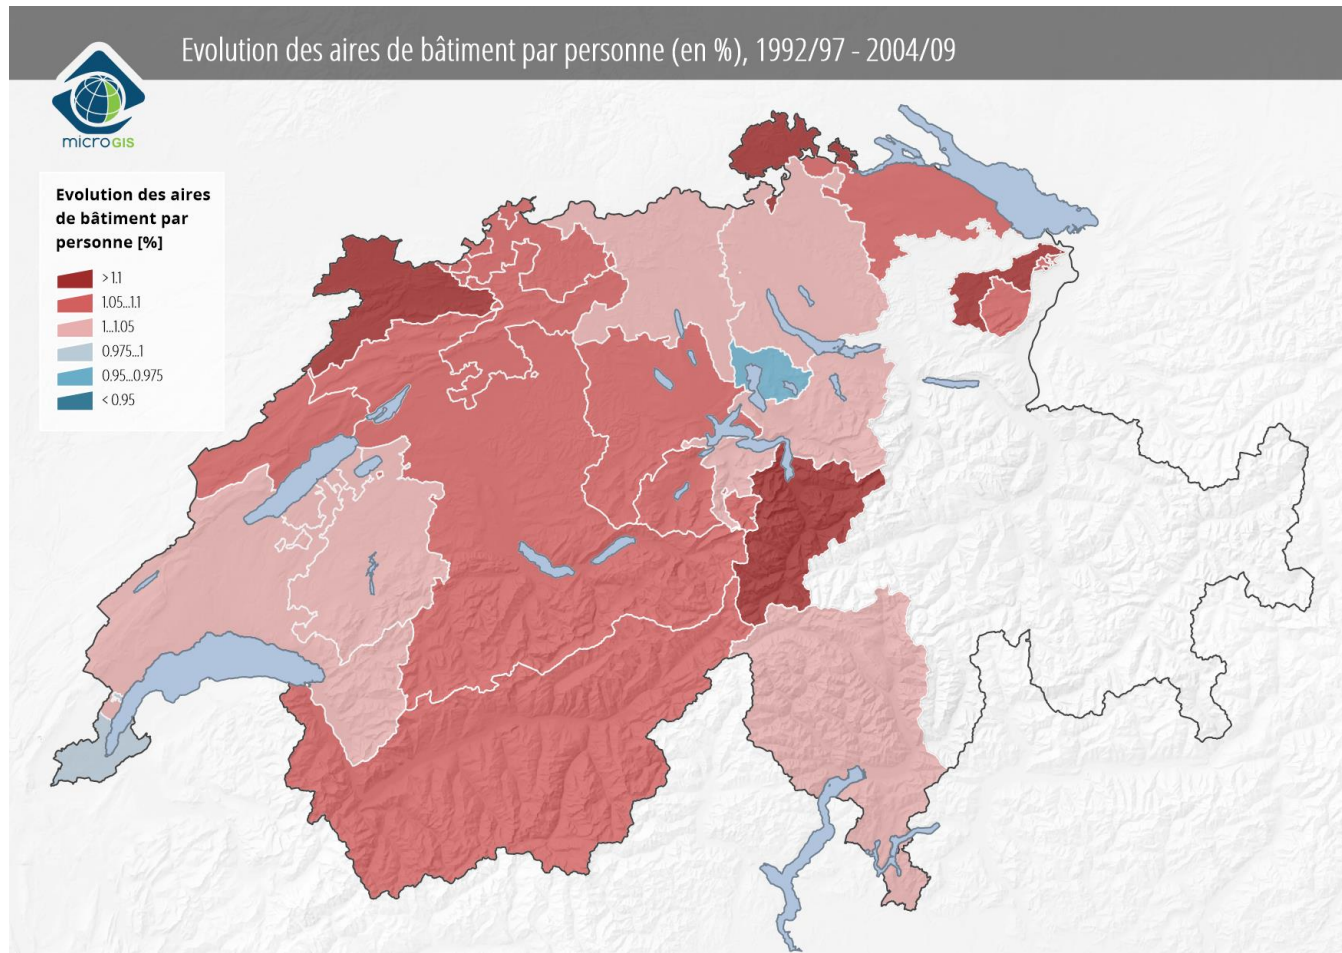 Evolution des aires de bâtiment par personne (en %), 1992/97 - 2004/09
microGIS
Evolution des aires
de bâtiment par
personne [%]
> 1.1
1.05...1.1
1...1.05
0.975...1
0.95...0.975
< 0.95